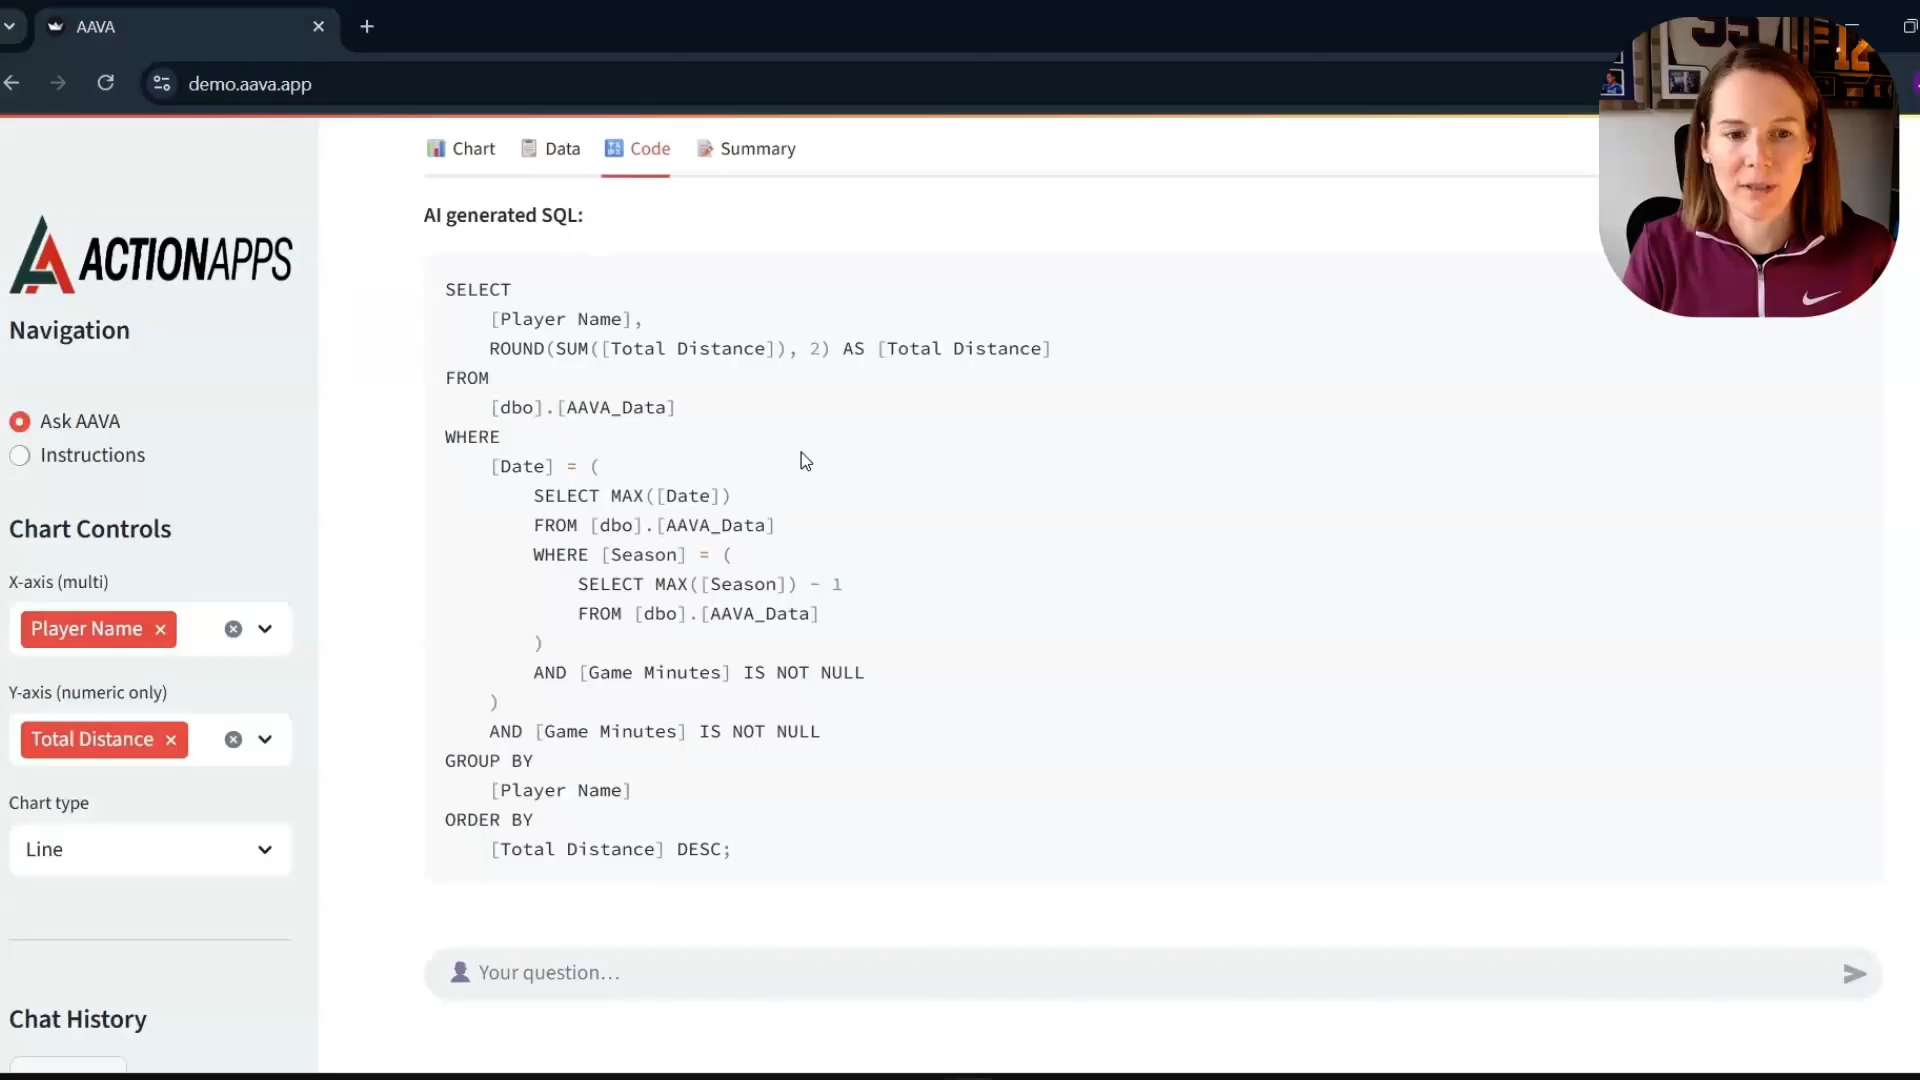 AAVA
demo.aava.app
Chart
Data
Code
Summary
AI generated SQL:
ACTIONAPPS
Navigation
Ask AAVA
Instructions
Chart Controls
X-axis (multi)
Player Name
Y-axis (numeric only)
Total Distance
Chart type
Line
Chat History
SELECT
[Player Name],
ROUND(SUM([Total Distance]), 2) AS [Total Distance]
FROM
[dbo].[AAVA_Data]
WHERE
[Date] = (
SELECT MAX([Date])
FROM [dbo].[AAVA_Data]
WHERE [Season] = (
SELECT MAX([Season]) - 1
FROM [dbo].[AAVA_Data]
)
AND [Game Minutes] IS NOT NULL
)
AND [Game Minutes] IS NOT NULL
GROUP BY
[Player Name]
ORDER BY
[Total Distance] DESC;
Your question…
12